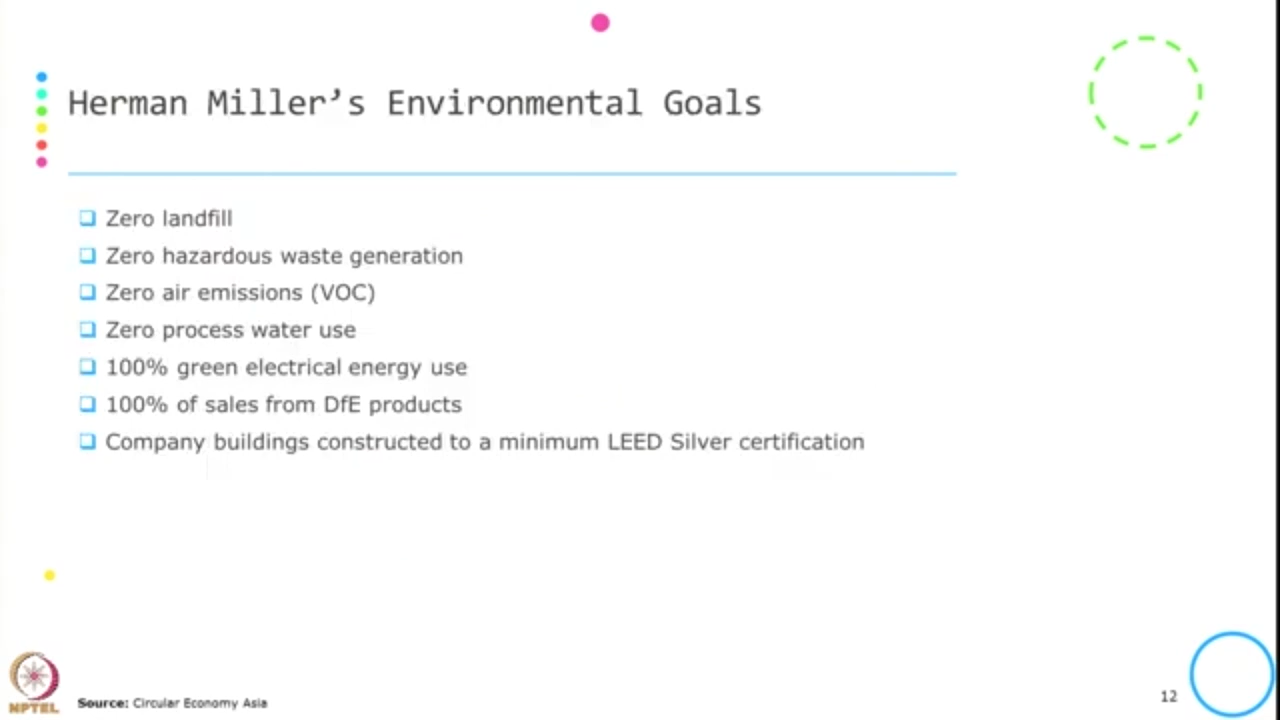 Herman Miller’s Environmental Goals
Zero landfill
Zero hazardous waste generation
Zero air emissions (VOC)
Zero process water use
100% green electrical energy use
100% of sales from DfE products
Company buildings constructed to a minimum LEED Silver certification
NPTEL
Source: Circular Economy Asia
12